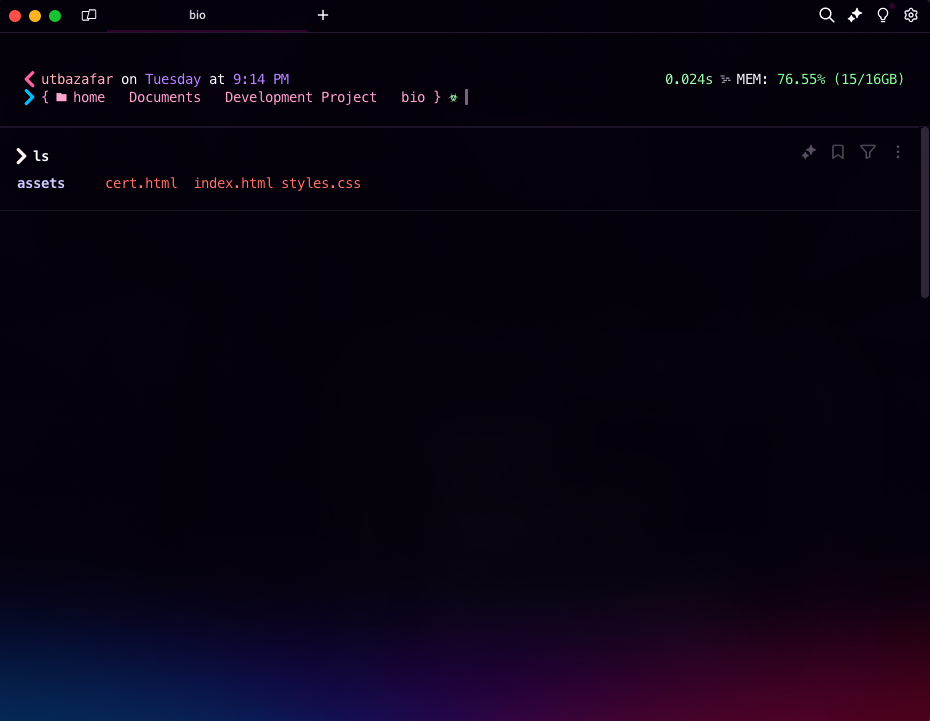 bio
utbazafar on Tuesday at 9:14 PM 0.024s MEM: 76.55% (15/16GB)
{ home Documents Development Project bio }
ls
assets cert.html index.html styles.css